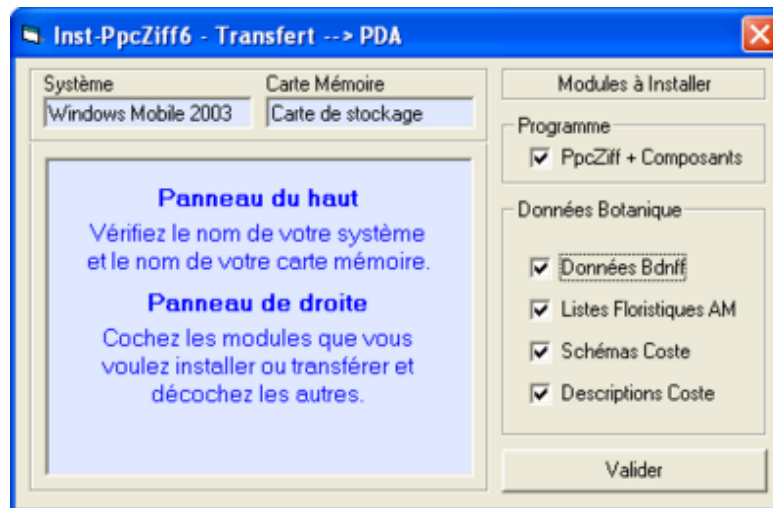 Inst-PpcZiff6 - Transfert --> PDA
Système
Carte Mémoire
Windows Mobile 2003
Carte de stockage
Panneau du haut
Vérifiez le nom de votre système
et le nom de votre carte mémoire.
Panneau de droite
Cochez les modules que vous
voulez installer ou transférer et
décochez les autres.
Modules à Installer
Programme
PpcZiff + Composants
Données Botanique
Données Bdnff
Listes Floristiques AM
Schémas Coste
Descriptions Coste
Valider